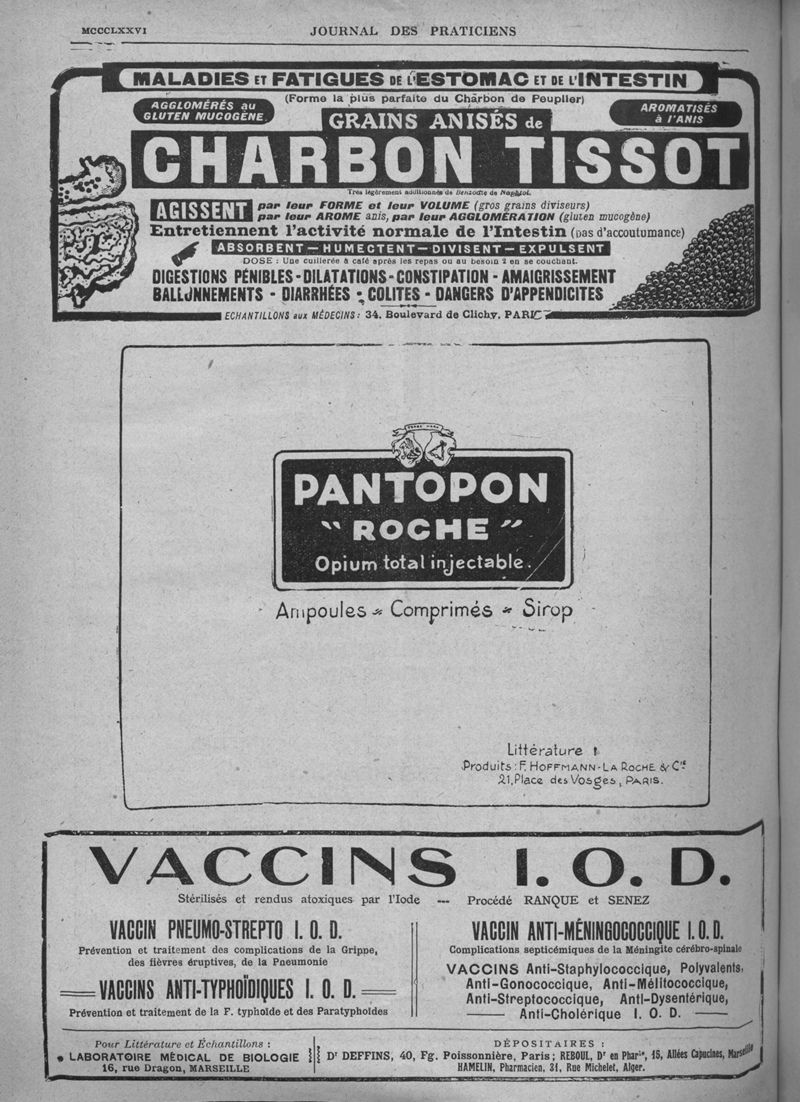 MCCCLXXVI
JOURNAL DES PRATICIENS
MALADIES ET FATIGUES DE L'ESTOMAC ET DE L'INTESTIN
(Forme la plus parfaite du Charbon de Peuplier)
AGGLOMÉRÉS au
GLUTEN MUCOGÈNE.
AROMATISÉS
à l'ANIS
GRAINS ANISÉS de
CHARBON TISSOT
Très légèrement additionnés de Benzoate de Naphtol.
AGISSENT
par leur FORME et leur VOLUME (gros grains diviseurs)
par leur AROME anis, par leur AGGLOMÉRATION (gluten mucogène)
Entretiennent l'activité normale de l'Intestin (pas d'accoutumance)
ABSORBENT — HUMECTENT — DIVISENT — EXPULSENT
DOSE : Une cuillerée à café après les repas ou au besoin 2 en se couchant.
DIGESTIONS PÉNIBLES - DILATATIONS - CONSTIPATION - AMAIGRISSEMENT
BALLONNEMENTS - DIARRHÉES - COLITES - DANGERS D'APPENDICITES
ECHANTILLONS aux MÉDECINS : 34, Boulevard de Clichy, PARIS
PANTOPON
"ROCHE"
Opium total injectable.
Ampoules - Comprimés - Sirop
Littérature :
Produits : F. HOFFMANN-LA ROCHE & Cie
21, Place des Vosges, PARIS.
VACCINS I. O. D.
Stérilisés et rendus atoxiques par l'Iode --- Procédé RANQUE et SENEZ
VACCIN PNEUMO-STREPTO I. O. D.
Prévention et traitement des complications de la Grippe,
des fièvres éruptives, de la Pneumonie
VACCINS ANTI-TYPHOÏDIQUES I. O. D.
Prévention et traitement de la F. typhoïde et des Paratyphoïdes
VACCIN ANTI-MÉNINGOCOCCIQUE I. O. D.
Complications septicémiques de la Méningite cérébro-spinale
VACCINS Anti-Staphylococcique, Polyvalents,
Anti-Gonococcique, Anti-Mélitococcique,
Anti-Streptococcique, Anti-Dysentérique,
Anti-Cholérique I. O. D.
Pour Littérature et Échantillons :
LABORATOIRE MÉDICAL DE BIOLOGIE
16, rue Dragon, MARSEILLE
DÉPOSITAIRES :
Dr DEFFINS, 40, Fg. Poissonnière, Paris ; REBOUL, Dr en Phar^ie, 15, Allées Capucines, Marseille
HAMELIN, Pharmacien, 31, Rue Michelet, Alger.